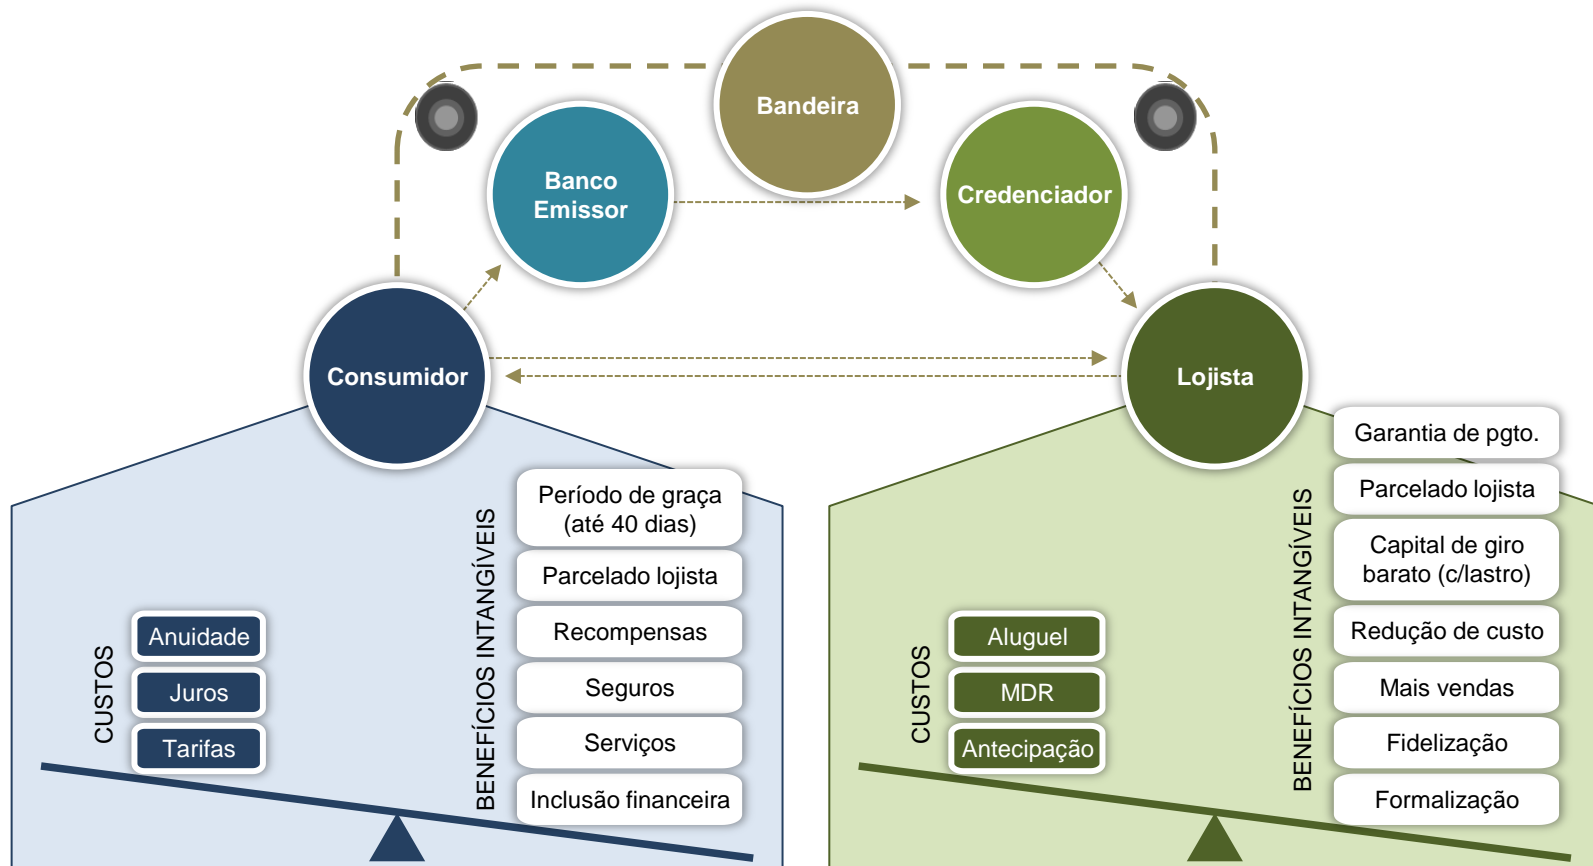 Bandeira
Banco
Emissor
Credenciador
Consumidor
Lojista
CUSTOS
Anuidade
Juros
Tarifas
BENEFÍCIOS INTANGÍVEIS
Período de graça
(até 40 dias)
Parcelado lojista
Recompensas
Seguros
Serviços
Inclusão financeira
CUSTOS
Aluguel
MDR
Antecipação
BENEFÍCIOS INTANGÍVEIS
Garantia de pgto.
Parcelado lojista
Capital de giro
barato (c/lastro)
Redução de custo
Mais vendas
Fidelização
Formalização